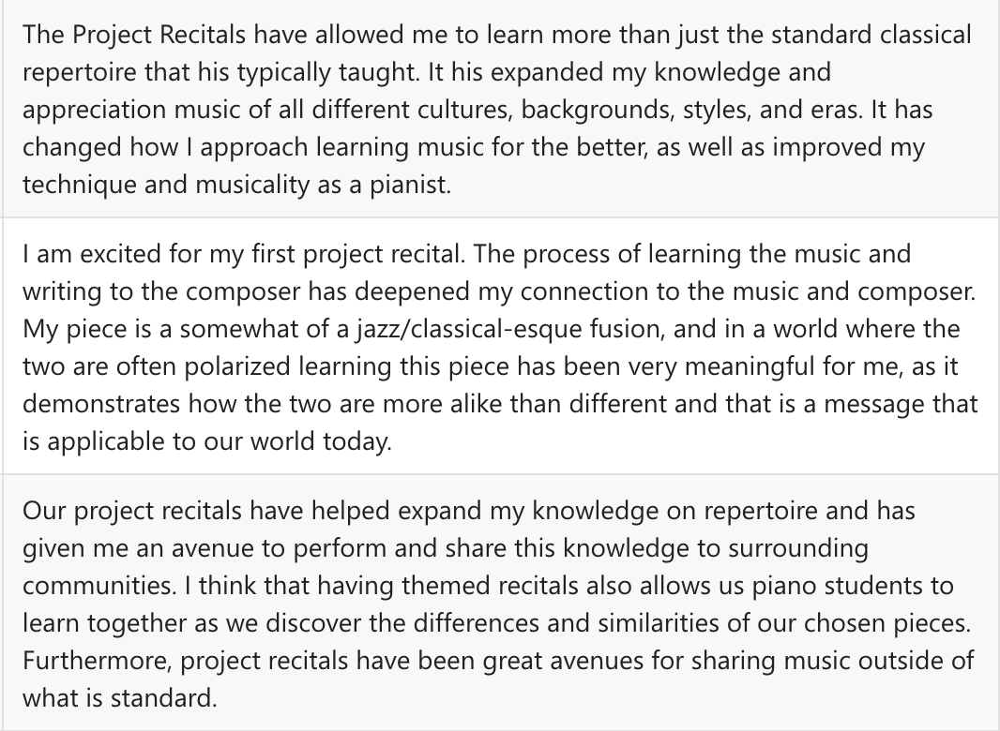 The Project Recitals have allowed me to learn more than just the standard classical
repertoire that his typically taught. It his expanded my knowledge and
appreciation music of all different cultures, backgrounds, styles, and eras. It has
changed how I approach learning music for the better, as well as improved my
technique and musicality as a pianist.
I am excited for my first project recital. The process of learning the music and
writing to the composer has deepened my connection to the music and composer.
My piece is a somewhat of a jazz/classical-esque fusion, and in a world where the
two are often polarized learning this piece has been very meaningful for me, as it
demonstrates how the two are more alike than different and that is a message that
is applicable to our world today.
Our project recitals have helped expand my knowledge on repertoire and has
given me an avenue to perform and share this knowledge to surrounding
communities. I think that having themed recitals also allows us piano students to
learn together as we discover the differences and similarities of our chosen pieces.
Furthermore, project recitals have been great avenues for sharing music outside of
what is standard.